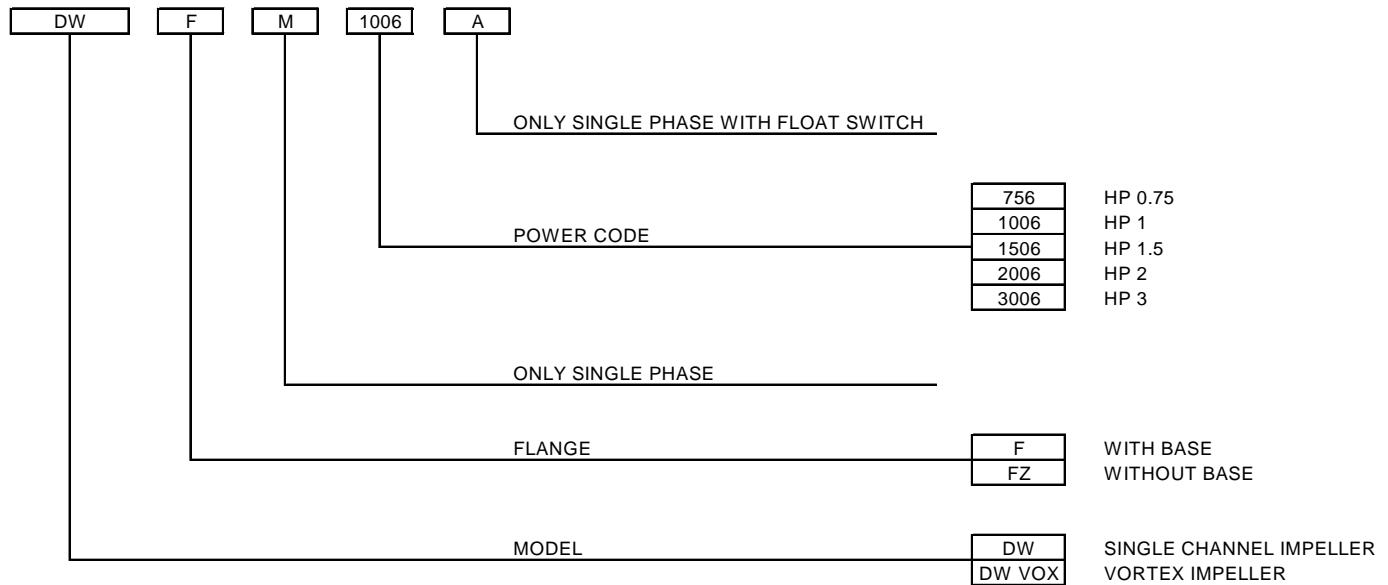 DW F M 1006 A
ONLY SINGLE PHASE WITH FLOAT SWITCH
756 HP 0.75
1006 HP 1
POWER CODE
1506 HP 1.5
2006 HP 2
3006 HP 3
ONLY SINGLE PHASE
FLANGE F WITH BASE
FZ WITHOUT BASE
MODEL DW SINGLE CHANNEL IMPELLER
DW VOX VORTEX IMPELLER